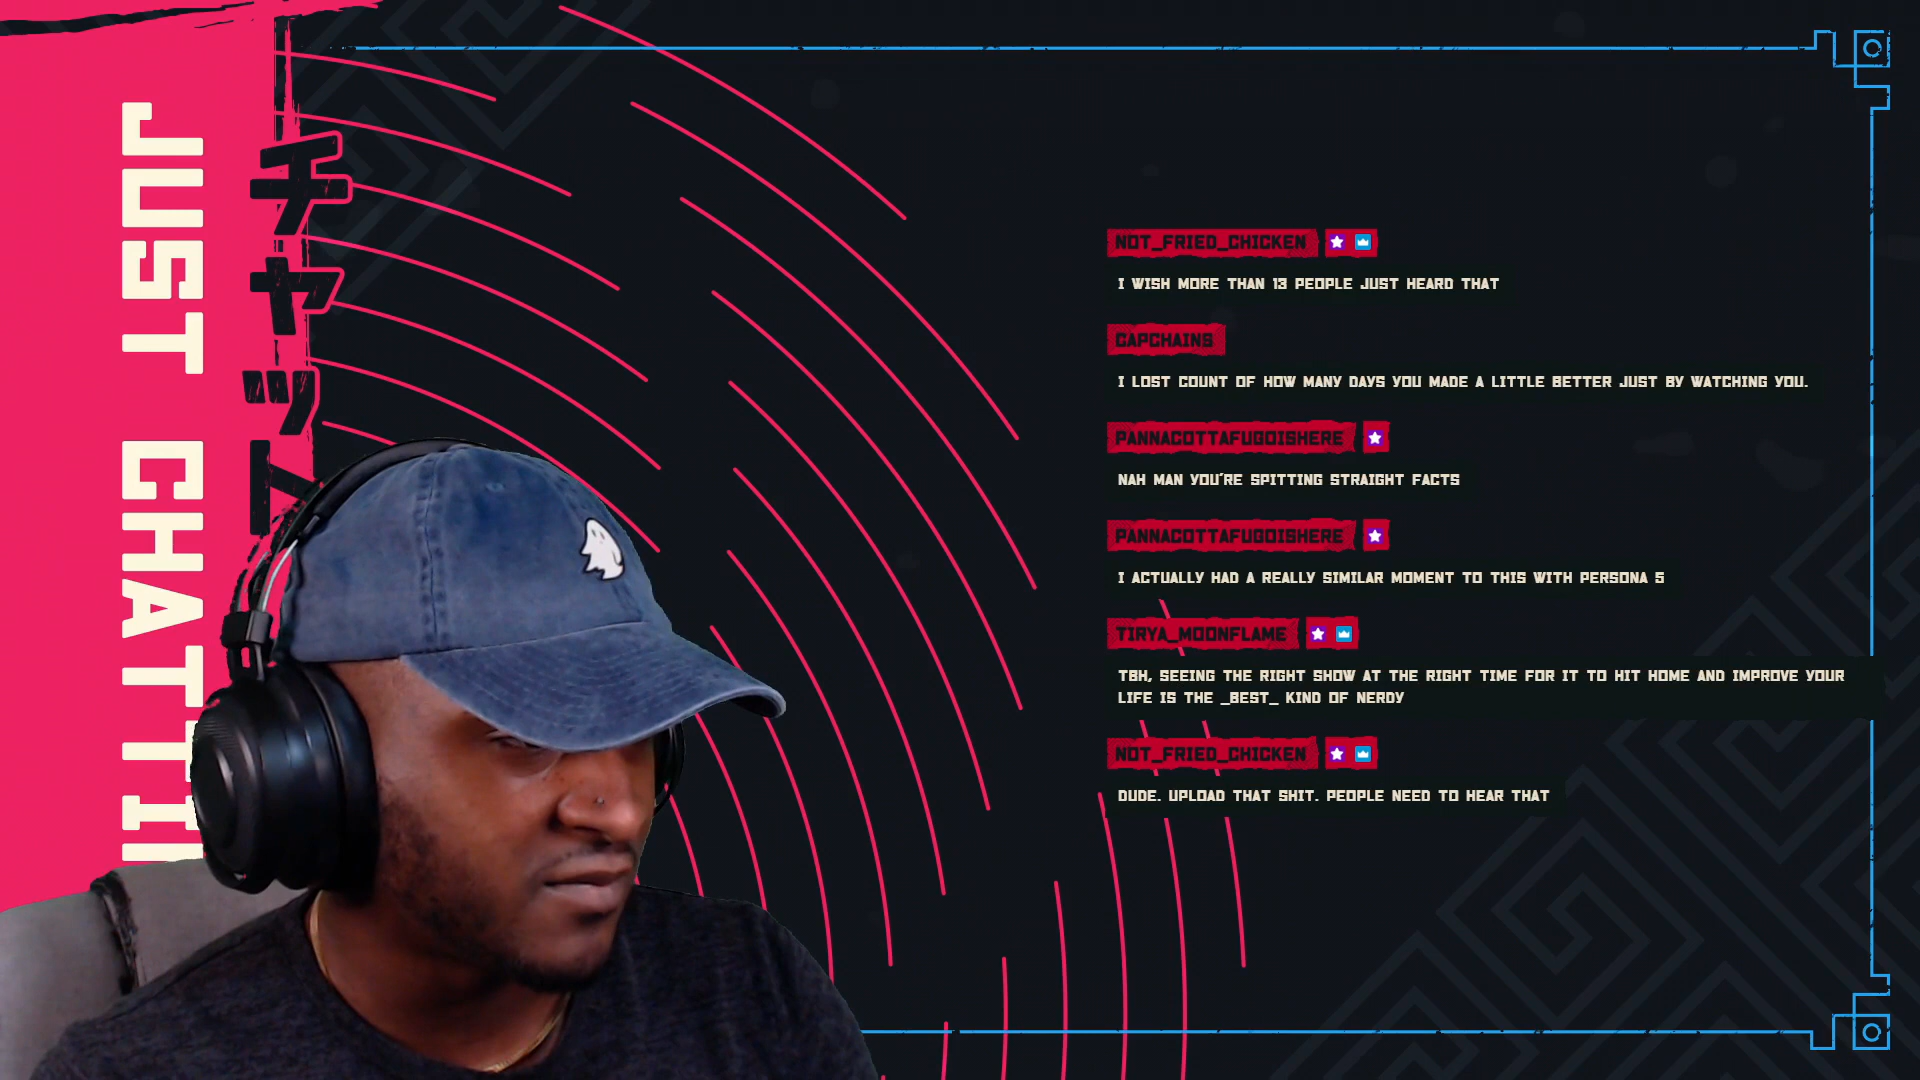 JUST CHATTI
チャット
NOT_FRIED_CHICKEN
I WISH MORE THAN 13 PEOPLE JUST HEARD THAT
CAPCHAINS
I LOST COUNT OF HOW MANY DAYS YOU MADE A LITTLE BETTER JUST BY WATCHING YOU.
PANNACOTTAFUGOISHERE
NAH MAN YOU'RE SPITTING STRAIGHT FACTS
PANNACOTTAFUGOISHERE
I ACTUALLY HAD A REALLY SIMILAR MOMENT TO THIS WITH PERSONA 5
TIRYA_MOONFLAME
TBH, SEEING THE RIGHT SHOW AT THE RIGHT TIME FOR IT TO HIT HOME AND IMPROVE YOUR
LIFE IS THE _BEST_ KIND OF NERDY
NOT_FRIED_CHICKEN
DUDE. UPLOAD THAT SHIT. PEOPLE NEED TO HEAR THAT